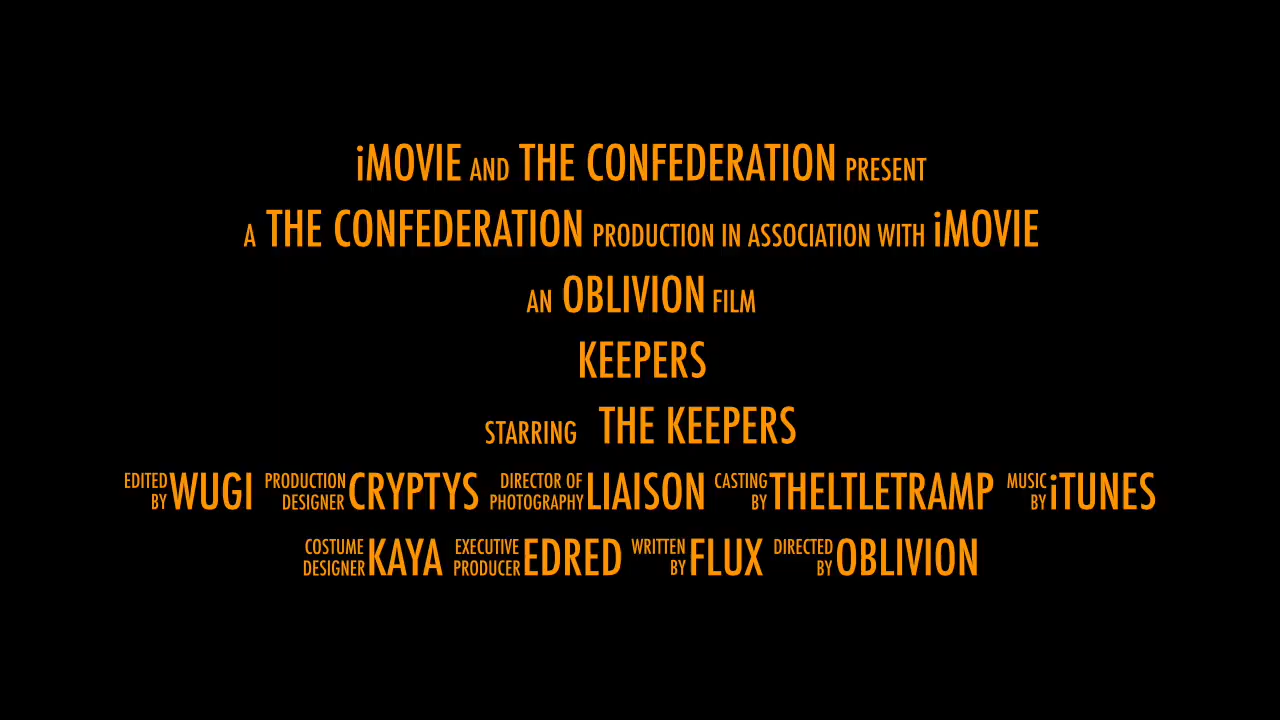 iMOVIE AND THE CONFEDERATION PRESENT
A THE CONFEDERATION PRODUCTION IN ASSOCIATION WITH iMOVIE
AN OBLIVION FILM
KEEPERS
STARRING THE KEEPERS
EDITED BY WUGI PRODUCTION DESIGNER CRYPTYS DIRECTOR OF PHOTOGRAPHY LIAISON CASTING BY THELTLETRAMP MUSIC BY iTUNES
COSTUME DESIGNER KAYA EXECUTIVE PRODUCER EDRED WRITTEN BY FLUX DIRECTED BY OBLIVION